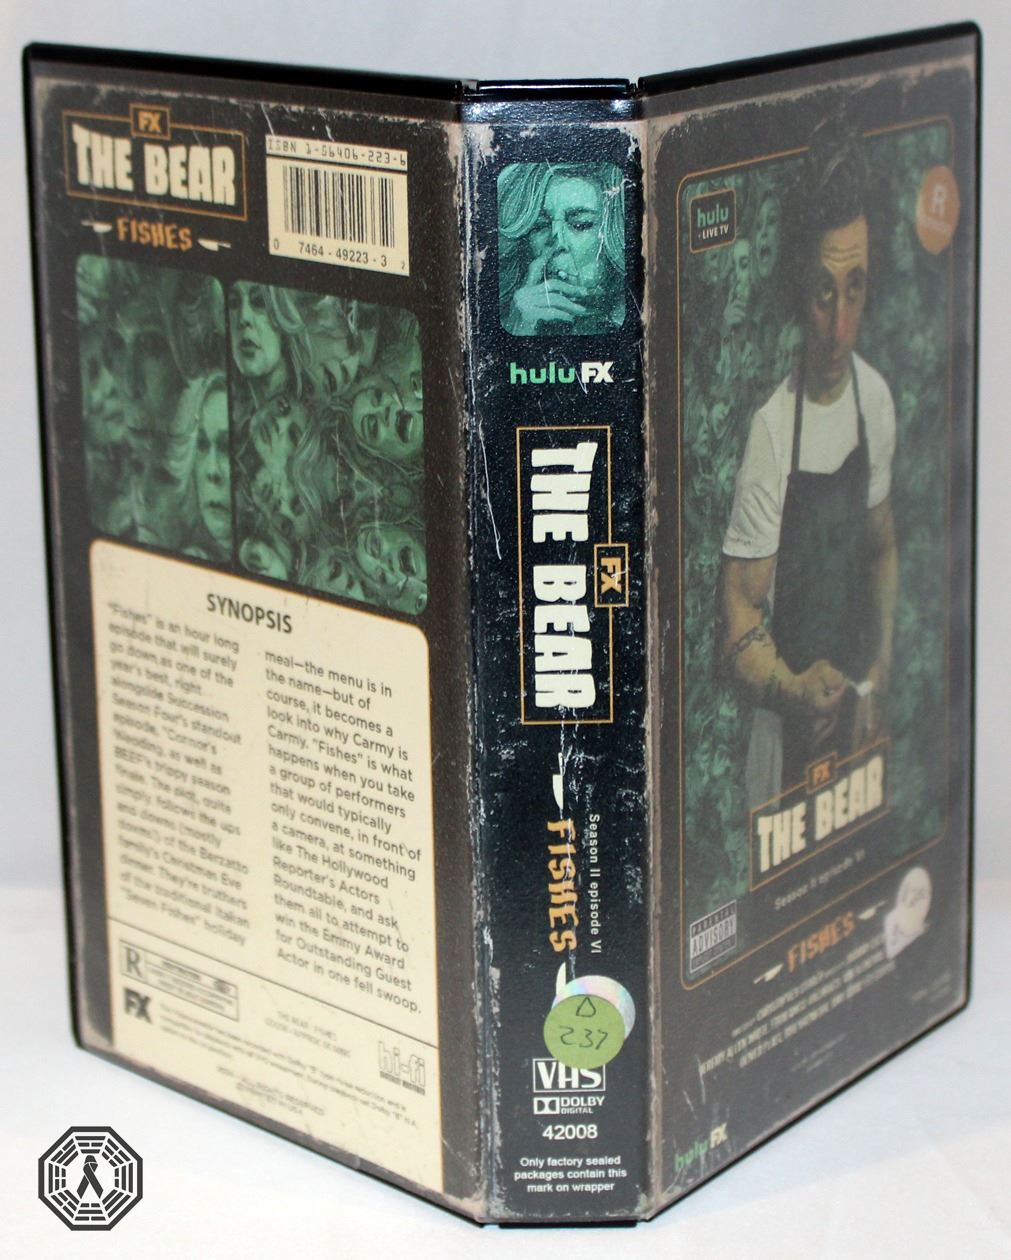 FX
THE BEAR
FISHES
ISBN 1-56406-223-6
0 7464-49223-3 2
SYNOPSIS
"Fishes" is an hour long
episode that will surely
go down as one of the
year's best, right
alongside Succession
Season Four's standout
episode, "Connor's
Wedding, as well as
BEEF's trippy season
finale. The plot, quite
simply, follows the ups
and downs (mostly
downs!) of the Berzatto
family's Christmas Eve
dinner. They're truthers
of the traditional Italian
"Seven Fishes" holiday
meal—the menu is in
the name—but of
course, it becomes a
look into why Carmy is
Carmy. "Fishes" is what
happens when you take
a group of performers
that would typically
only convene, in front of
a camera, at something
like The Hollywood
Reporter's Actors
Roundtable, and ask
them all to attempt to
win the Emmy Award
for Outstanding Guest
Actor in one fell swoop.
R
FX
hi-fi
hulu FX
THE BEAR
FX
FISHES
Season II episode VI
D
237
VHS
DOLBY
DIGITAL
42008
Only factory sealed
packages contain this
mark on wrapper
hulu
+ LIVE TV
R
FX
THE BEAR
Season II episode VI
FISHES
PARENTAL
ADVISORY
hulu FX